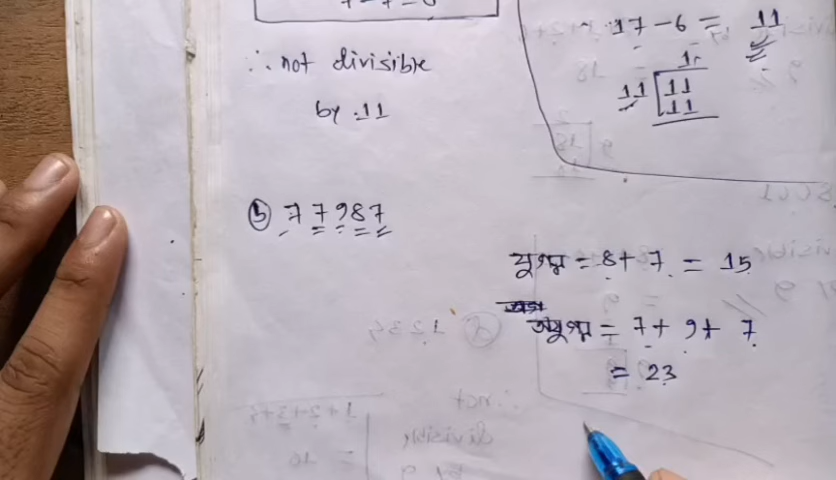 ∴ not divisible
by 11
17 - 6 = 11
1
11 11
11
(b) 77987
যুগ্ম = 8 + 7 = 15
অযুগ্ম = 7 + 9 + 7
= 23